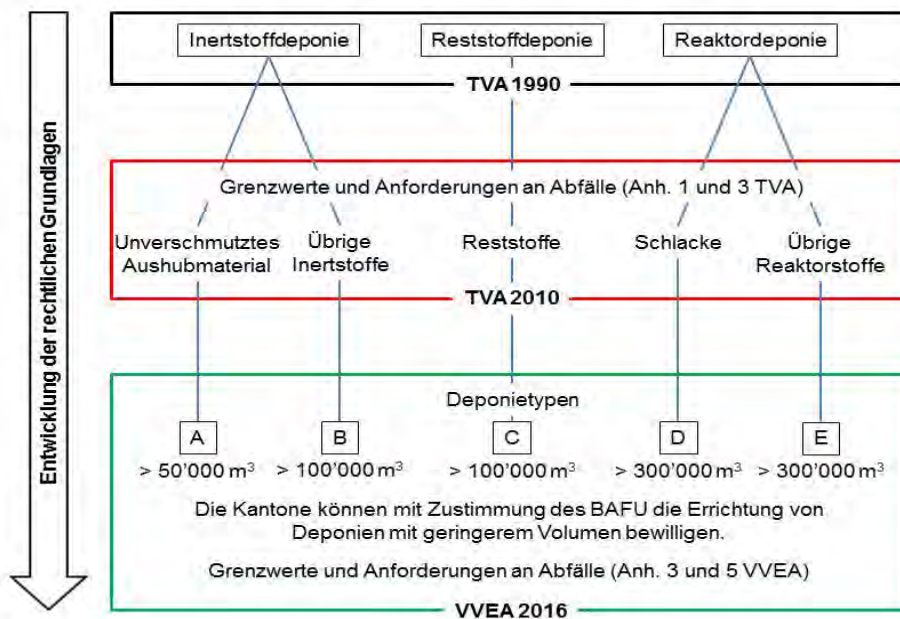 Entwicklung der rechtlichen Grundlagen
Inertstoffdeponie Reststoffdeponie Reaktordeponie
TVA 1990
Grenzwerte und Anforderungen an Abfälle (Anh. 1 und 3 TVA)
Unverschmutztes
Aushubmaterial
Übrige
Inertstoffe
Reststoffe
Schlacke
Übrige
Reaktorstoffe
TVA 2010
Deponietypen
A B C D E
> 50'000 m³ > 100'000 m³ > 100'000 m³ > 300'000 m³ > 300'000 m³
Die Kantone können mit Zustimmung des BAFU die Errichtung von
Deponien mit geringerem Volumen bewilligen.
Grenzwerte und Anforderungen an Abfälle (Anh. 3 und 5 VVEA)
VVEA 2016